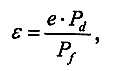 ε = e · P_d / P_f ,